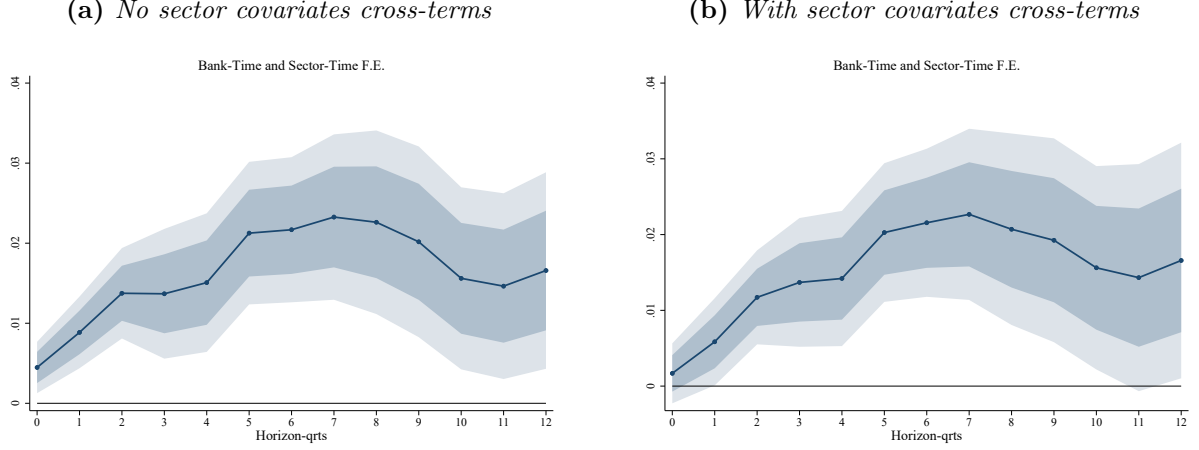 (a) No sector covariates cross-terms
Bank-Time and Sector-Time F.E.
.04
.03
.02
.01
0
0 1 2 3 4 5 6 7 8 9 10 11 12
Horizon-qrts
(b) With sector covariates cross-terms
Bank-Time and Sector-Time F.E.
.04
.03
.02
.01
0
0 1 2 3 4 5 6 7 8 9 10 11 12
Horizon-qrts